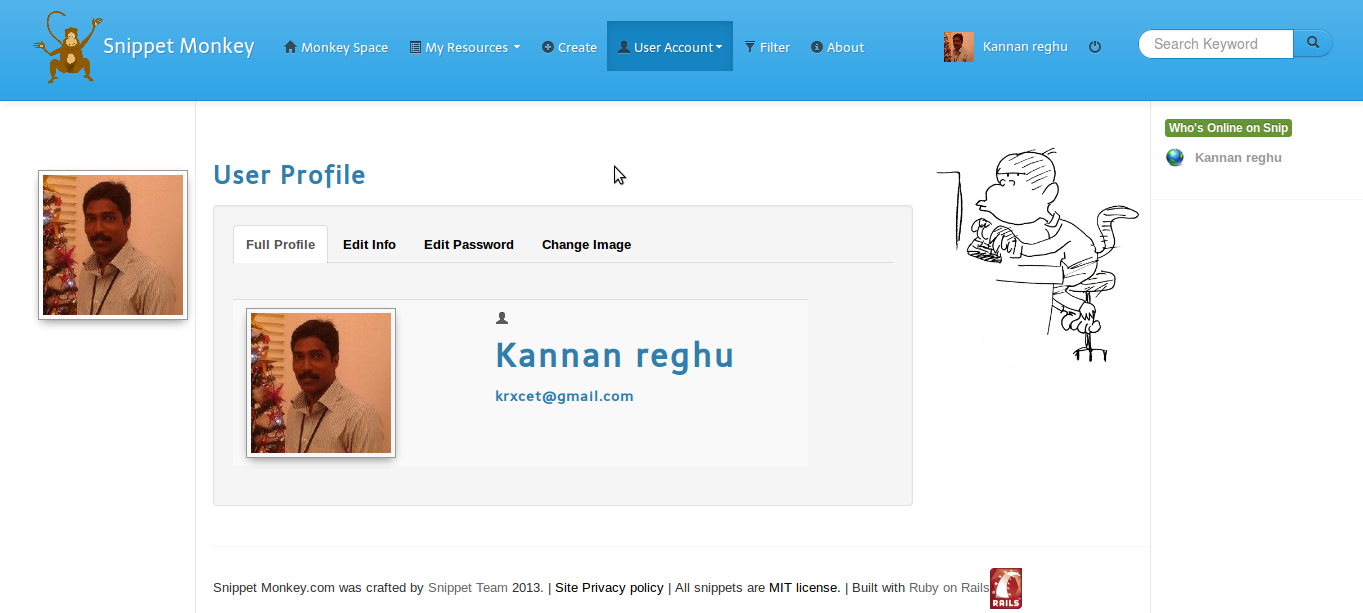 Snippet Monkey
Monkey Space
My Resources
Create
User Account
Filter
About
Kannan reghu
Search Keyword
Who's Online on Snip
Kannan reghu
User Profile
Full Profile
Edit Info
Edit Password
Change Image
Kannan reghu
krxcet@gmail.com
Snippet Monkey.com was crafted by Snippet Team 2013. | Site Privacy policy | All snippets are MIT license. | Built with Ruby on Rails
RAILS